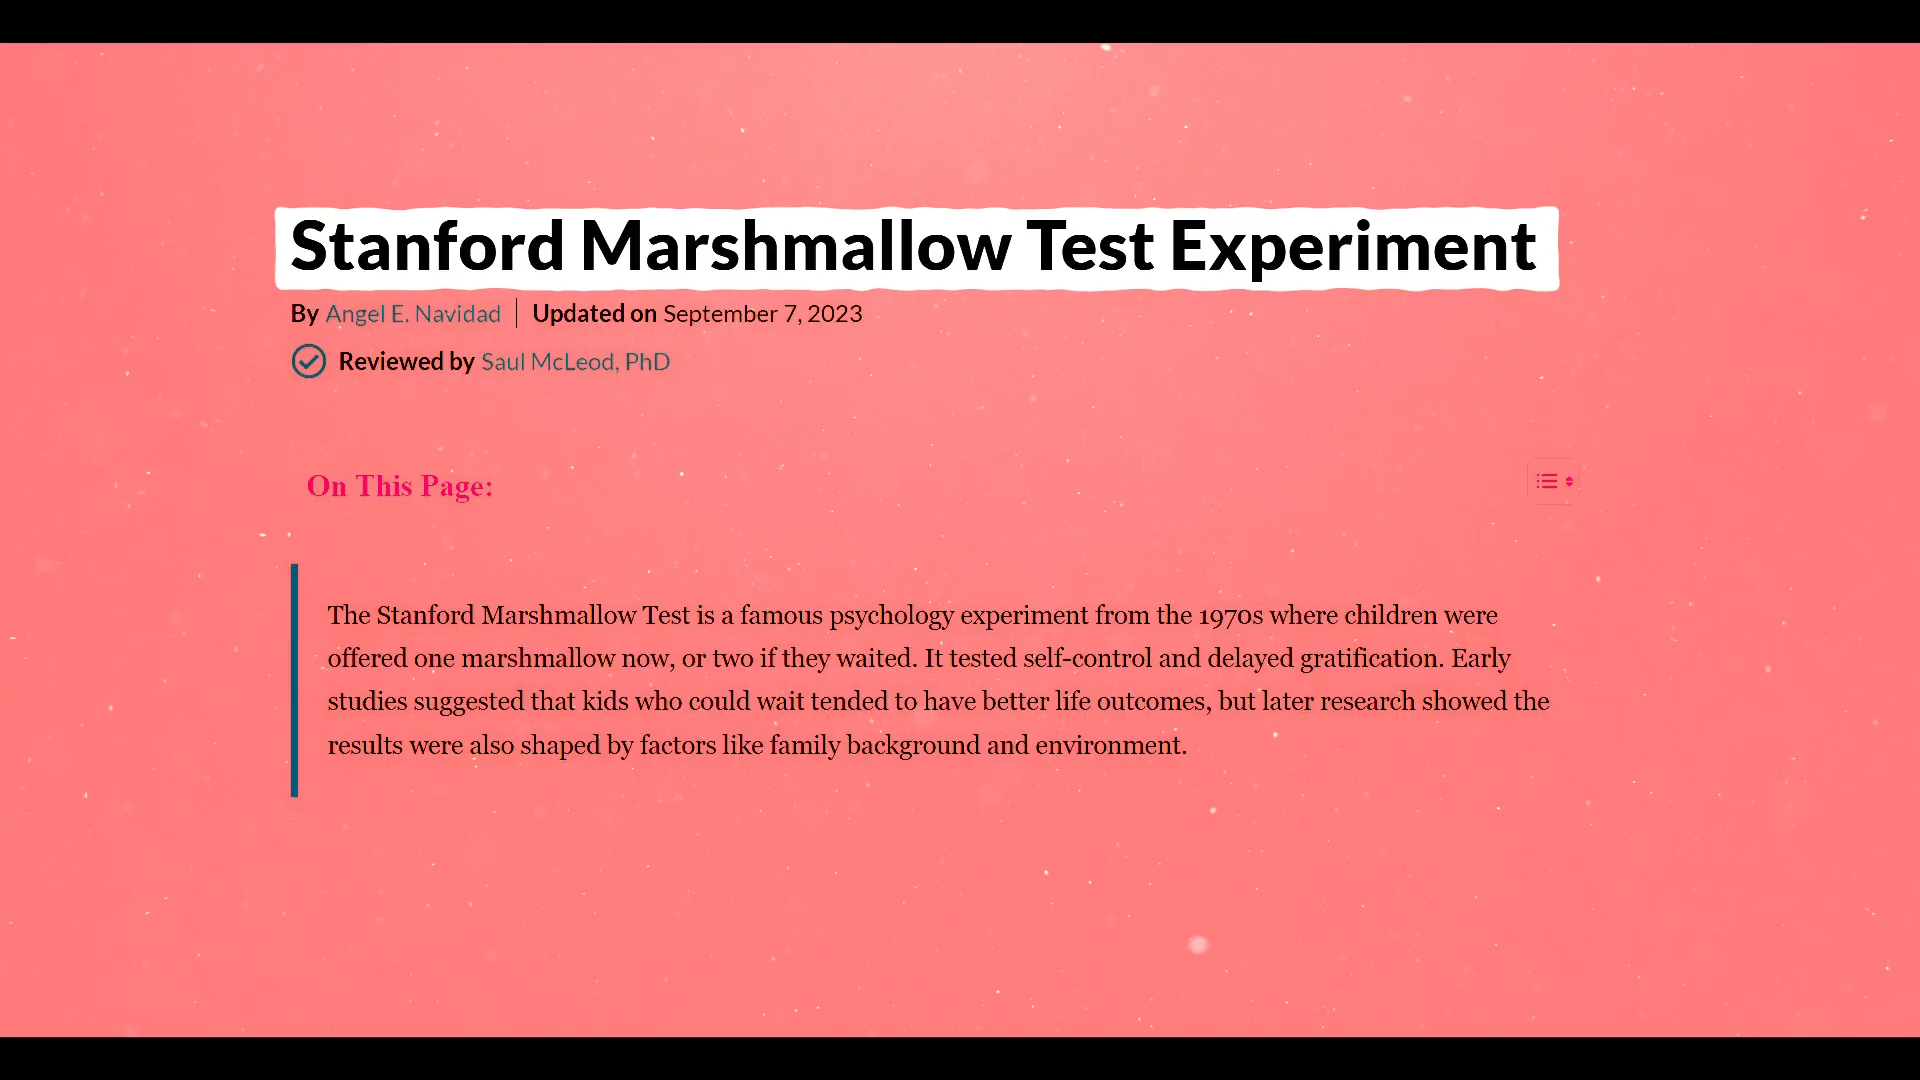 Stanford Marshmallow Test Experiment
By Angel E. Navidad | Updated on September 7, 2023
Reviewed by Saul McLeod, PhD
On This Page:
The Stanford Marshmallow Test is a famous psychology experiment from the 1970s where children were
offered one marshmallow now, or two if they waited. It tested self-control and delayed gratification. Early
studies suggested that kids who could wait tended to have better life outcomes, but later research showed the
results were also shaped by factors like family background and environment.